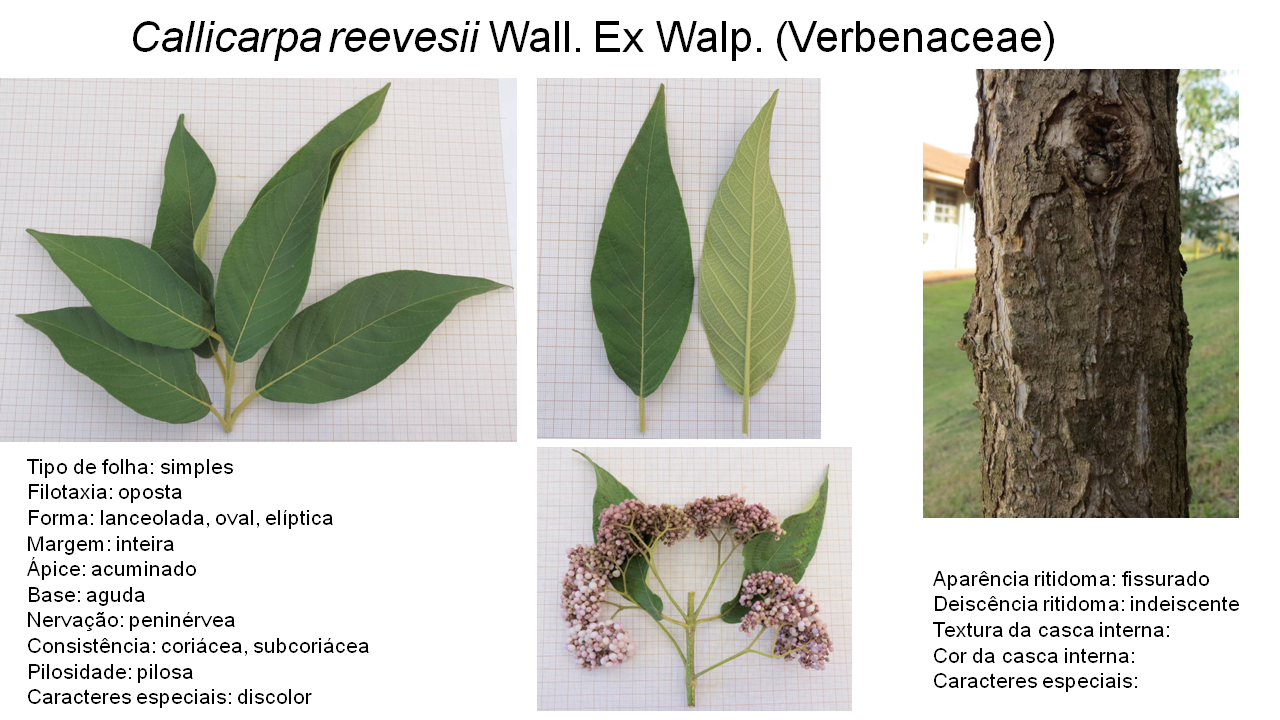 Callicarpa reevesii Wall. Ex Walp. (Verbenaceae)
Tipo de folha: simples
Filotaxia: oposta
Forma: lanceolada, oval, elíptica
Margem: inteira
Ápice: acuminado
Base: aguda
Nervação: peninérvea
Consistência: coriácea, subcoriácea
Pilosidade: pilosa
Caracteres especiais: discolor
Aparência ritidoma: fissurado
Deiscência ritidoma: indeiscente
Textura da casca interna:
Cor da casca interna:
Caracteres especiais: